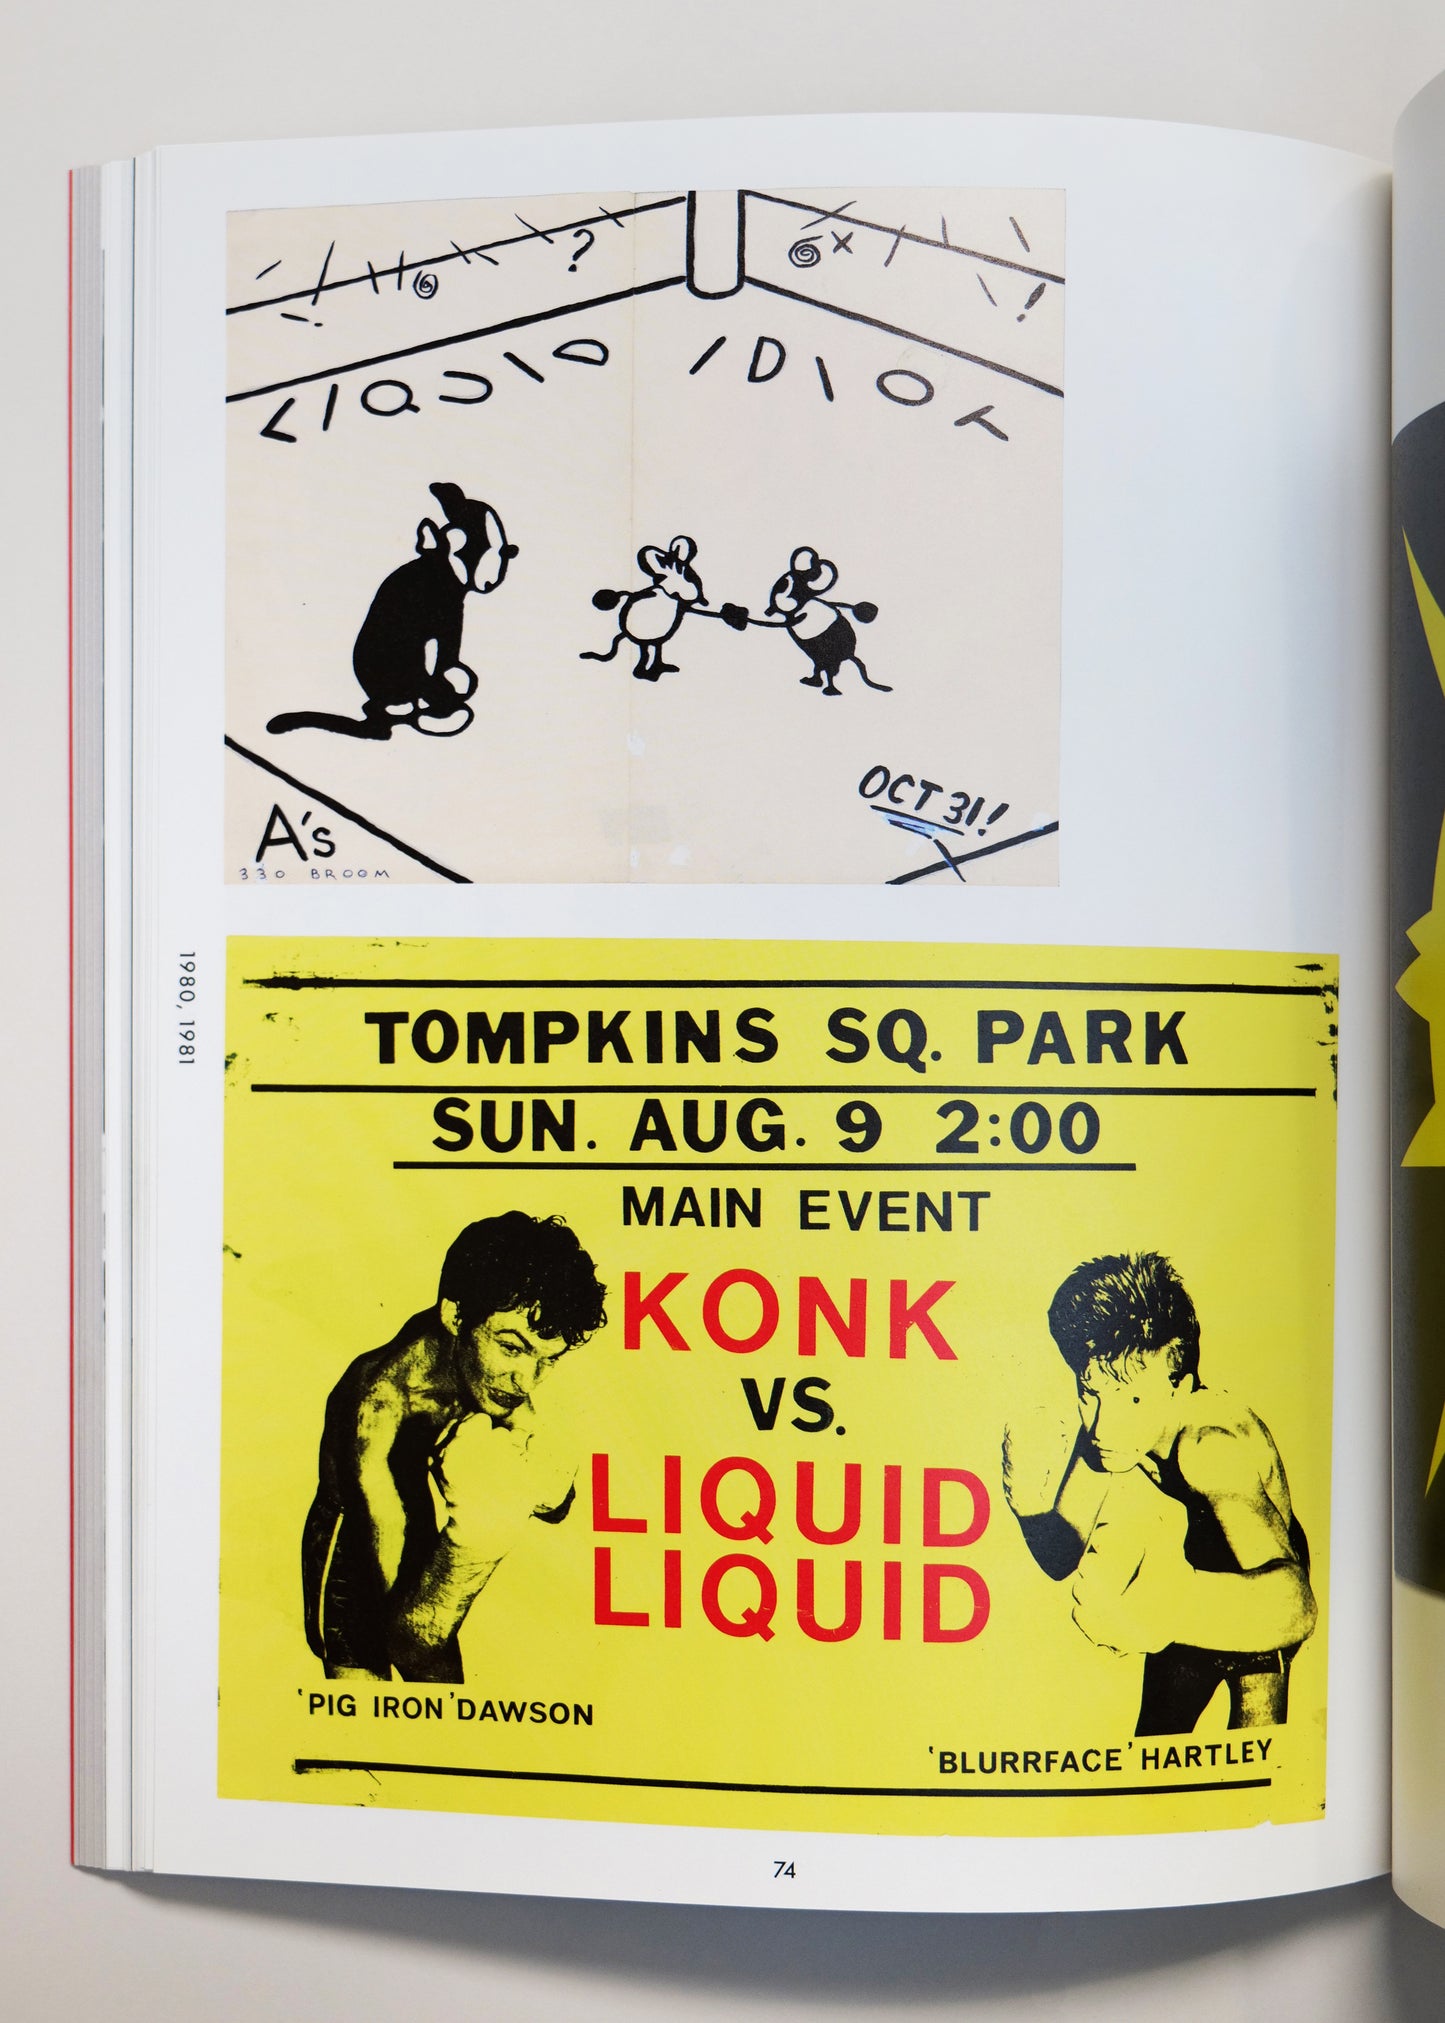 ?
x
!
LIQUID IDIOT
OCT 31!
A's
330 BROOM
1980, 1981
TOMPKINS SQ. PARK
SUN. AUG. 9 2:00
MAIN EVENT
KONK
VS.
LIQUID
LIQUID
'PIG IRON' DAWSON
'BLURRFACE' HARTLEY
74